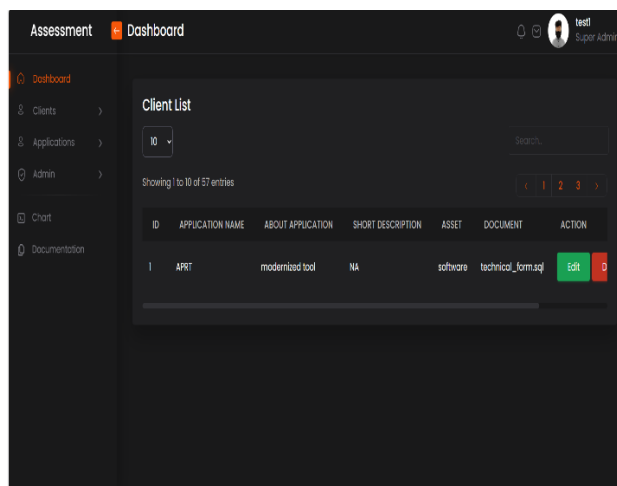 Assessment
Dashboard
test1
Super Admin
Dashboard
Clients
Applications
Admin
Chart
Documentation
Client List
10
Search..
Showing 1 to 10 of 57 entries
1 2 3
ID APPLICATION NAME ABOUT APPLICATION SHORT DESCRIPTION ASSET DOCUMENT ACTION
1 APRT modernized tool NA software technical_form.sql Edit D